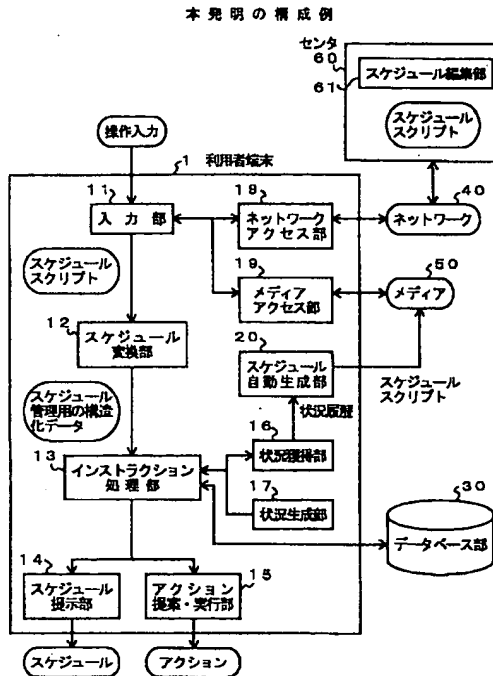 本発明の構成例
センタ
60
61
スケジュール編集部
スケジュール
スクリプト
操作入力
1
利用者端末
11
入力部
18
ネットワーク
アクセス部
40
ネットワーク
スケジュール
スクリプト
19
メディア
アクセス部
50
メディア
12
スケジュール
変換部
20
スケジュール
自動生成部
スケジュール
スクリプト
スケジュール
管理用の構造
化データ
状況履歴
16
状況獲得部
13
インストラクション
処理部
17
状況生成部
30
データベース部
14
スケジュール
提示部
15
アクション
提案・実行部
スケジュール
アクション